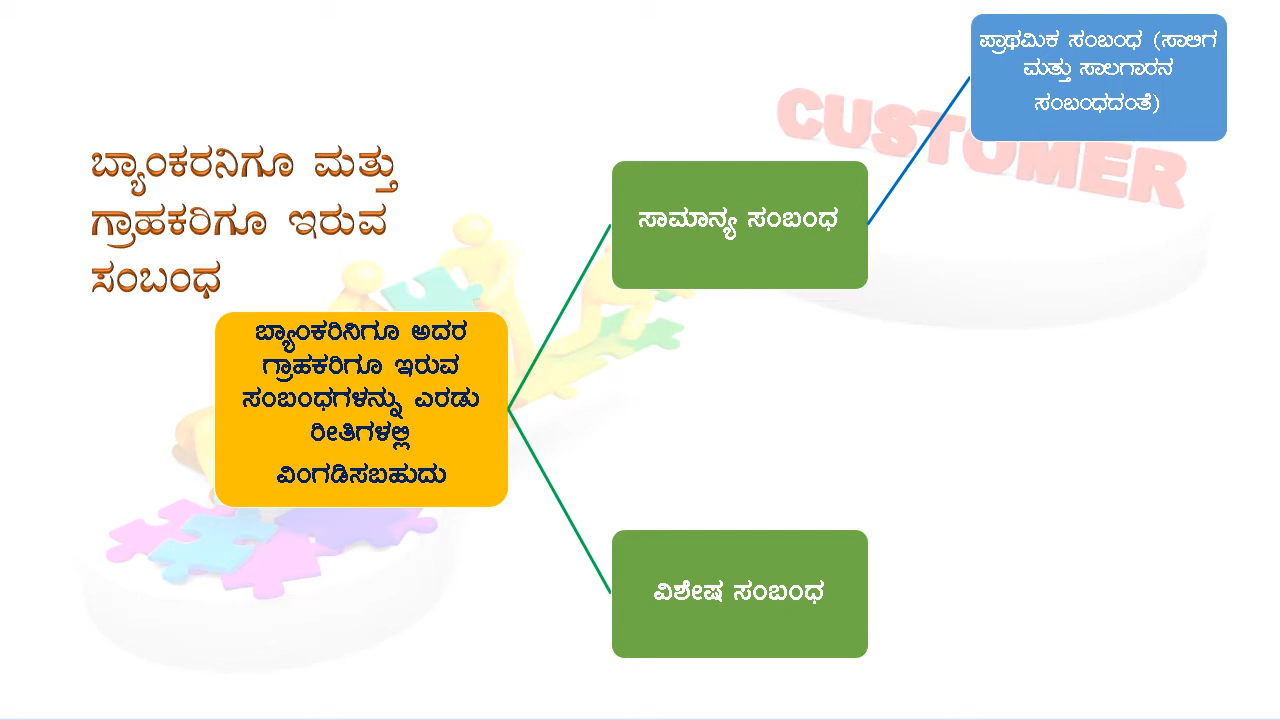 ಬ್ಯಾಂಕರನಿಗೂ ಮತ್ತು
ಗ್ರಾಹಕರಿಗೂ ಇರುವ
ಸಂಬಂಧ
ಬ್ಯಾಂಕರಿನಿಗೂ ಅದರ
ಗ್ರಾಹಕರಿಗೂ ಇರುವ
ಸಂಬಂಧಗಳನ್ನು ಎರಡು
ರೀತಿಗಳಲ್ಲಿ
ವಿಂಗಡಿಸಬಹುದು
ಸಾಮಾನ್ಯ ಸಂಬಂಧ
ಪ್ರಾಥಮಿಕ ಸಂಬಂಧ (ಸಾಲಿಗ
ಮತ್ತು ಸಾಲಗಾರನ
ಸಂಬಂಧದಂತೆ)
CUSTOMER
ವಿಶೇಷ ಸಂಬಂಧ